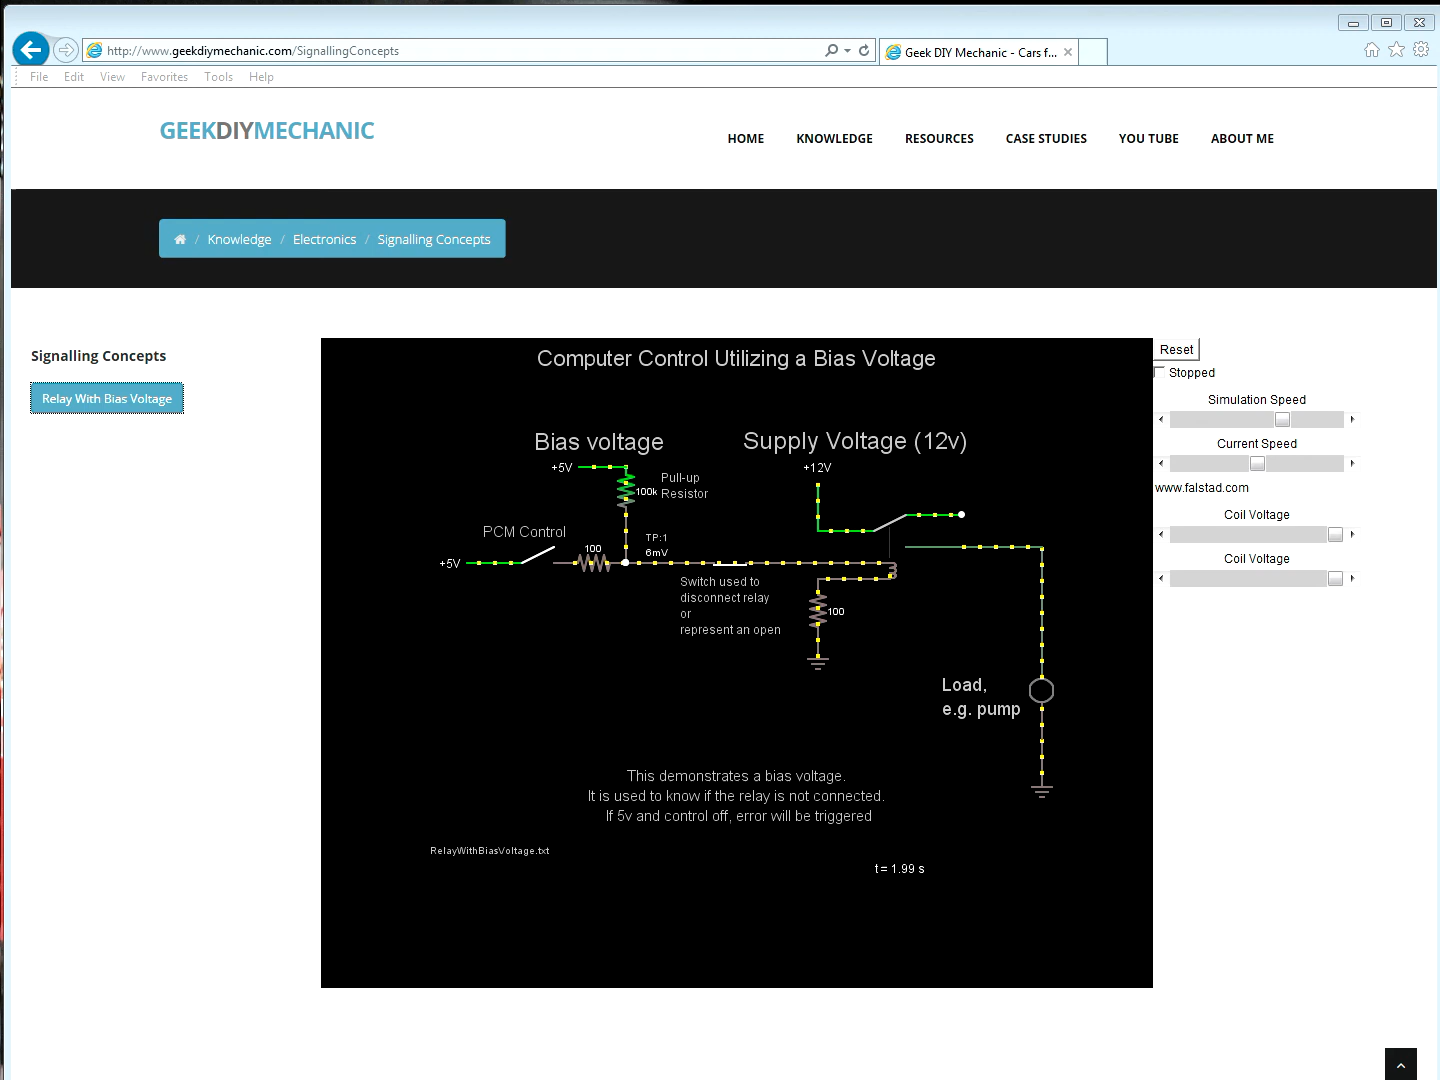 http://www.geekdiymechanic.com/SignallingConcepts
Geek DIY Mechanic - Cars f...
File Edit View Favorites Tools Help
GEEKDIYMECHANIC
HOME KNOWLEDGE RESOURCES CASE STUDIES YOU TUBE ABOUT ME
/ Knowledge / Electronics / Signalling Concepts
Signalling Concepts
Relay With Bias Voltage
Computer Control Utilizing a Bias Voltage
Bias voltage
Supply Voltage (12v)
+5V
+12V
100k
Pull-up
Resistor
PCM Control
+5V
100
TP:1
6mV
Switch used to
disconnect relay
or
represent an open
100
Load,
e.g. pump
This demonstrates a bias voltage.
It is used to know if the relay is not connected.
If 5v and control off, error will be triggered
RelayWithBiasVoltage.txt
t = 1.99 s
Reset
Stopped
Simulation Speed
Current Speed
www.falstad.com
Coil Voltage
Coil Voltage